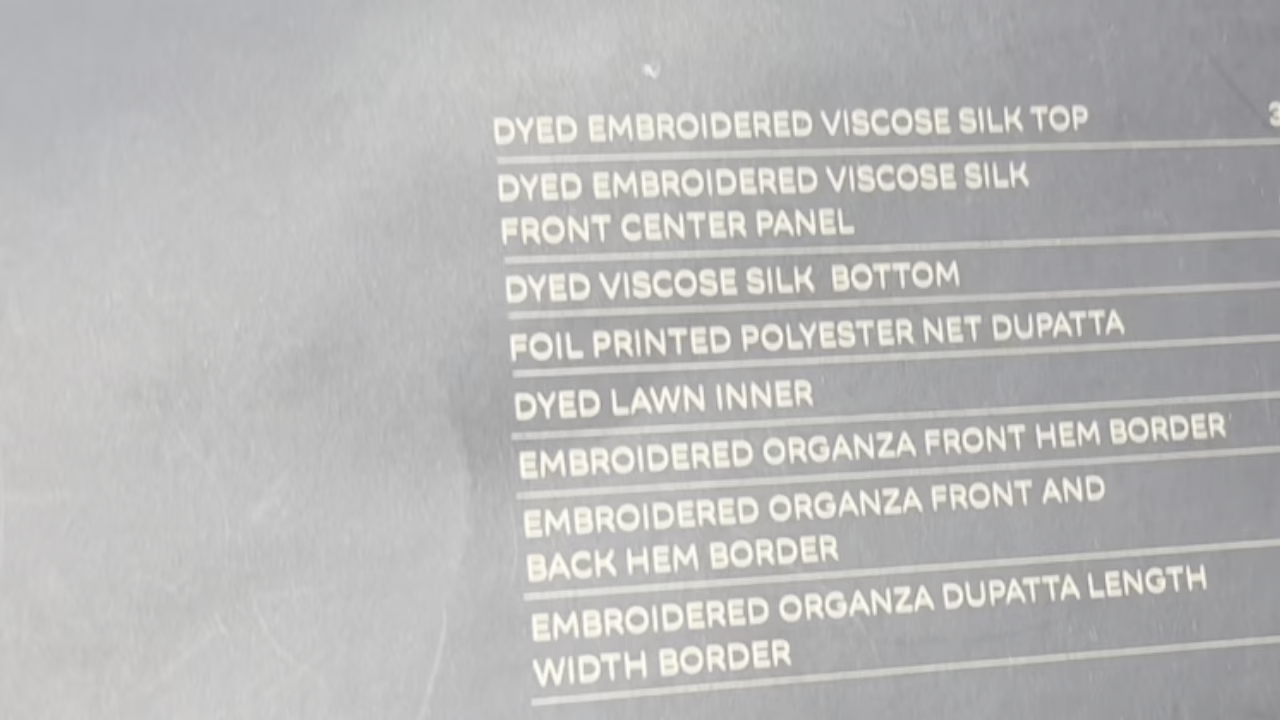 DYED EMBROIDERED VISCOSE SILK TOP
DYED EMBROIDERED VISCOSE SILK
FRONT CENTER PANEL
DYED VISCOSE SILK BOTTOM
FOIL PRINTED POLYESTER NET DUPATTA
DYED LAWN INNER
EMBROIDERED ORGANZA FRONT HEM BORDER
EMBROIDERED ORGANZA FRONT AND
BACK HEM BORDER
EMBROIDERED ORGANZA DUPATTA LENGTH
WIDTH BORDER